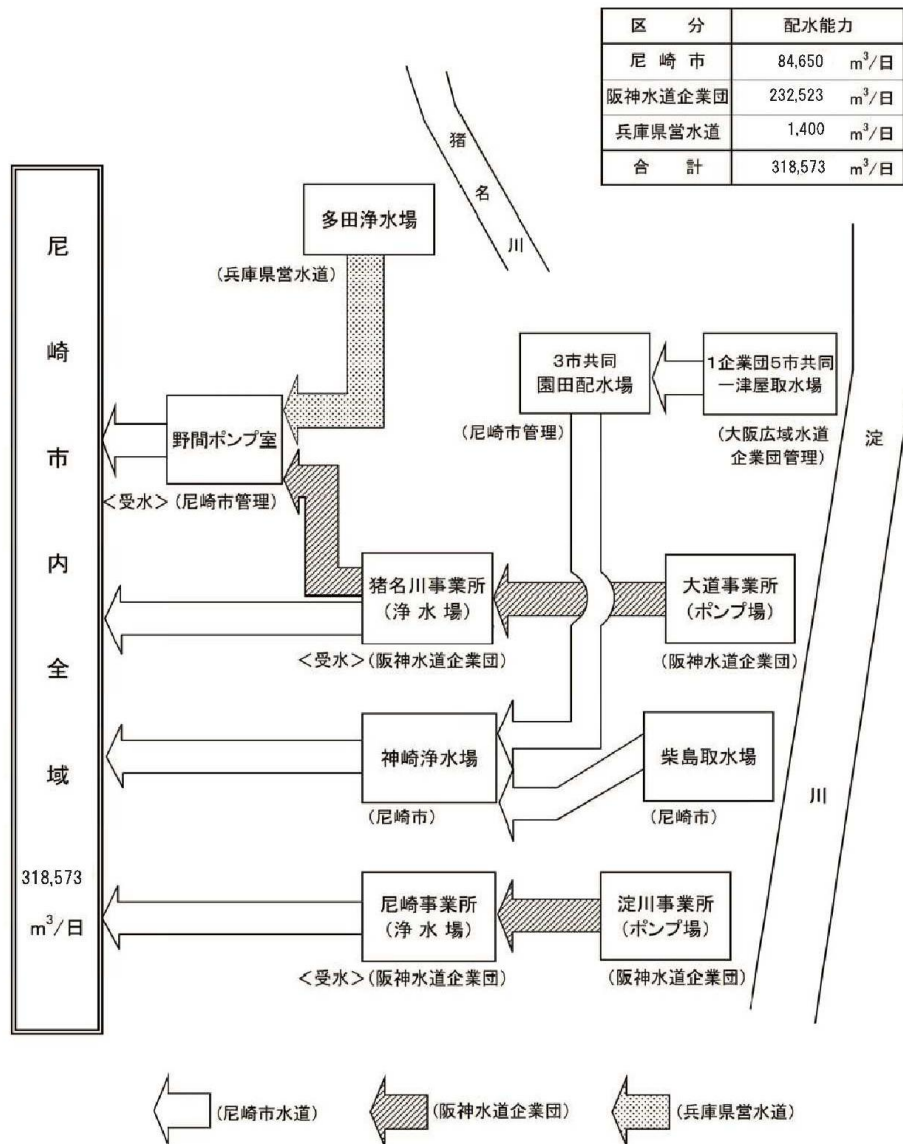 区 分 配水能力
尼 崎 市 84,650 m³/日
阪神水道企業団 232,523 m³/日
兵庫県営水道 1,400 m³/日
合 計 318,573 m³/日
猪名川
多田浄水場
(兵庫県営水道)
3市共同
園田配水場
(尼崎市管理)
1企業団5市共同
一津屋取水場
(大阪広域水道
企業団管理)
淀川
野間ポンプ室
<受水>(尼崎市管理)
猪名川事業所
(浄 水 場)
<受水>(阪神水道企業団)
大道事業所
(ポンプ場)
(阪神水道企業団)
神崎浄水場
(尼崎市)
柴島取水場
(尼崎市)
尼崎事業所
(浄 水 場)
<受水>(阪神水道企業団)
淀川事業所
(ポンプ場)
(阪神水道企業団)
尼崎市内全域
318,573
m³/日
(尼崎市水道)
(阪神水道企業団)
(兵庫県営水道)